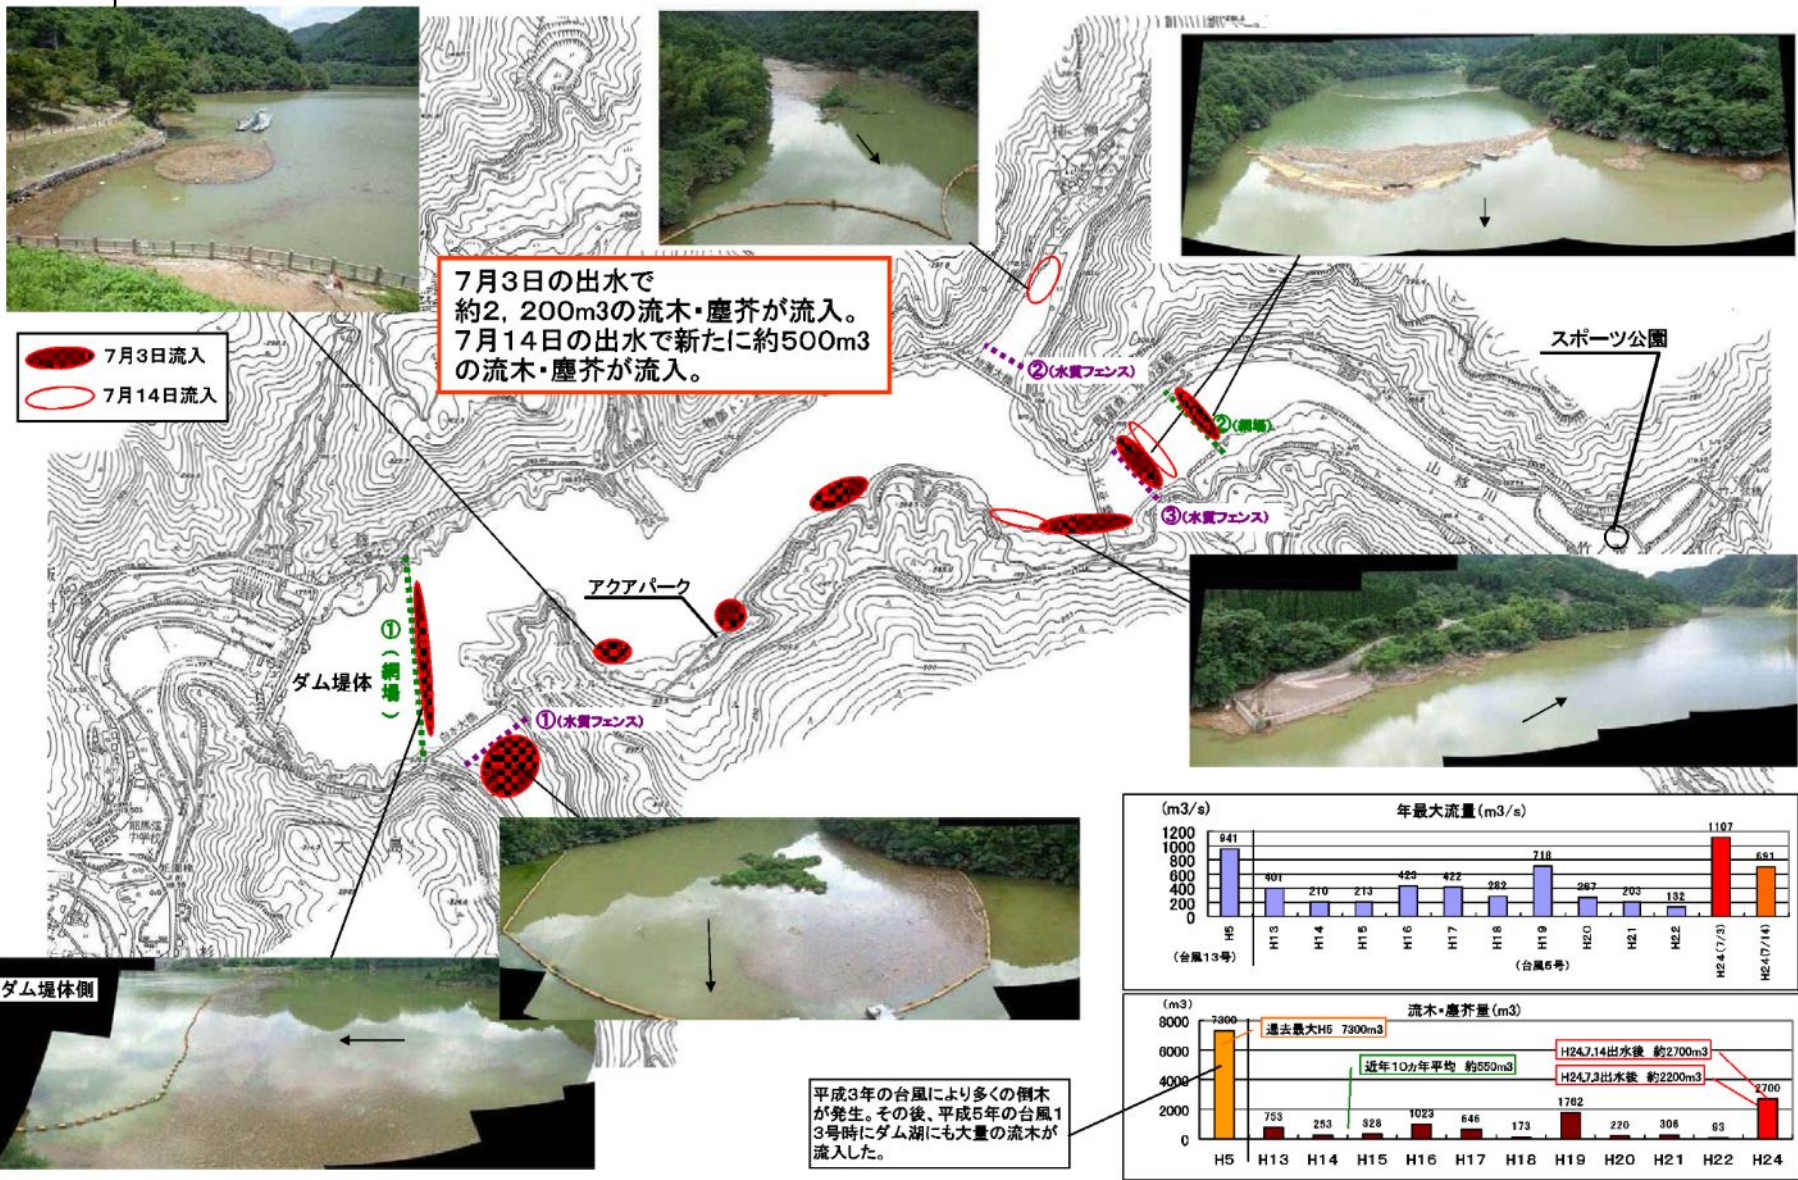 7月3日の出水で
約2，200m3の流木・塵芥が流入。
7月14日の出水で新たに約500m3
の流木・塵芥が流入。
7月3日流入
7月14日流入
スポーツ公園
②(水質フェンス)
②(網場)
③(水質フェンス)
山移川
アクアパーク
①(網場)
ダム堤体
①(水質フェンス)
ダム堤体側
(m3/s)
年最大流量(m3/s)
1200
1000
800
600
400
200
0
941
401
210
213
423
422
282
718
267
203
132
1107
691
H5
H13
H14
H15
H16
H17
H18
H19
H20
H21
H22
H24(7/3)
H24(7/14)
(台風13号)
(台風5号)
(m3)
流木・塵芥量(m3)
8000
6000
4000
2000
0
7300
過去最大H5 7300m3
近年10ヵ年平均 約550m3
H24.7.14出水後 約2700m3
H24.7.3出水後 約2200m3
753
253
328
1023
646
173
1762
220
306
93
2700
H5 H13 H14 H15 H16 H17 H18 H19 H20 H21 H22 H24
平成3年の台風により多くの倒木
が発生。その後、平成5年の台風1
3号時にダム湖にも大量の流木が
流入した。